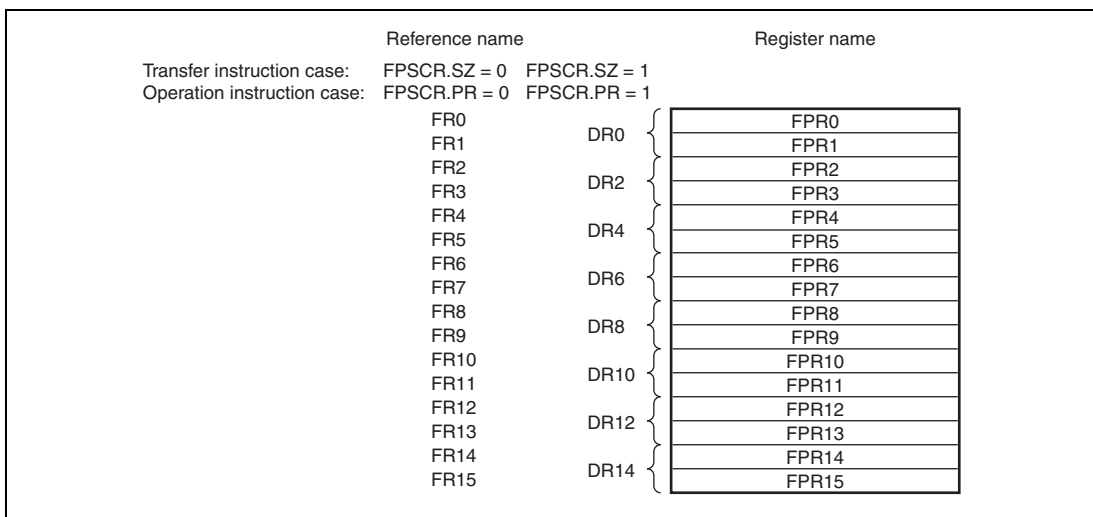 Reference name Register name
Transfer instruction case: FPSCR.SZ = 0 FPSCR.SZ = 1
Operation instruction case: FPSCR.PR = 0 FPSCR.PR = 1
FR0 DR0 FPR0
FR1 FPR1
FR2 DR2 FPR2
FR3 FPR3
FR4 DR4 FPR4
FR5 FPR5
FR6 DR6 FPR6
FR7 FPR7
FR8 DR8 FPR8
FR9 FPR9
FR10 DR10 FPR10
FR11 FPR11
FR12 DR12 FPR12
FR13 FPR13
FR14 DR14 FPR14
FR15 FPR15